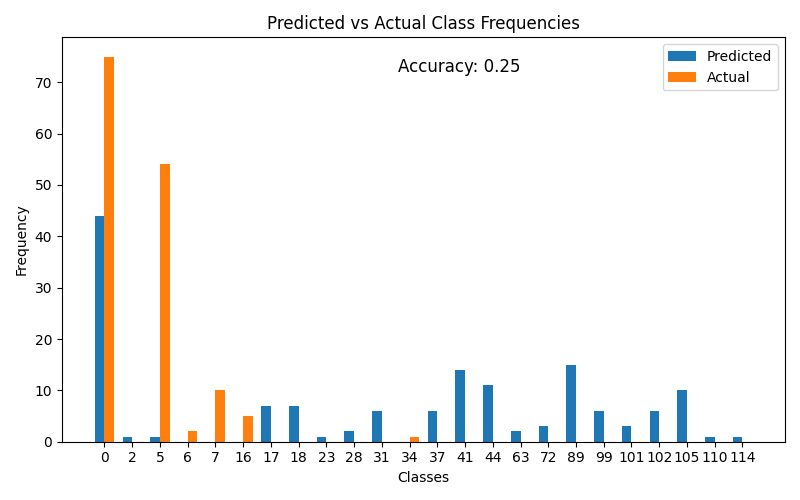 Predicted vs Actual Class Frequencies
Accuracy: 0.25
Predicted
Actual
Frequency
70
60
50
40
30
20
10
0
0 2 5 6 7 16 17 18 23 28 31 34 37 41 44 63 72 89 99 101 102 105 110 114
Classes